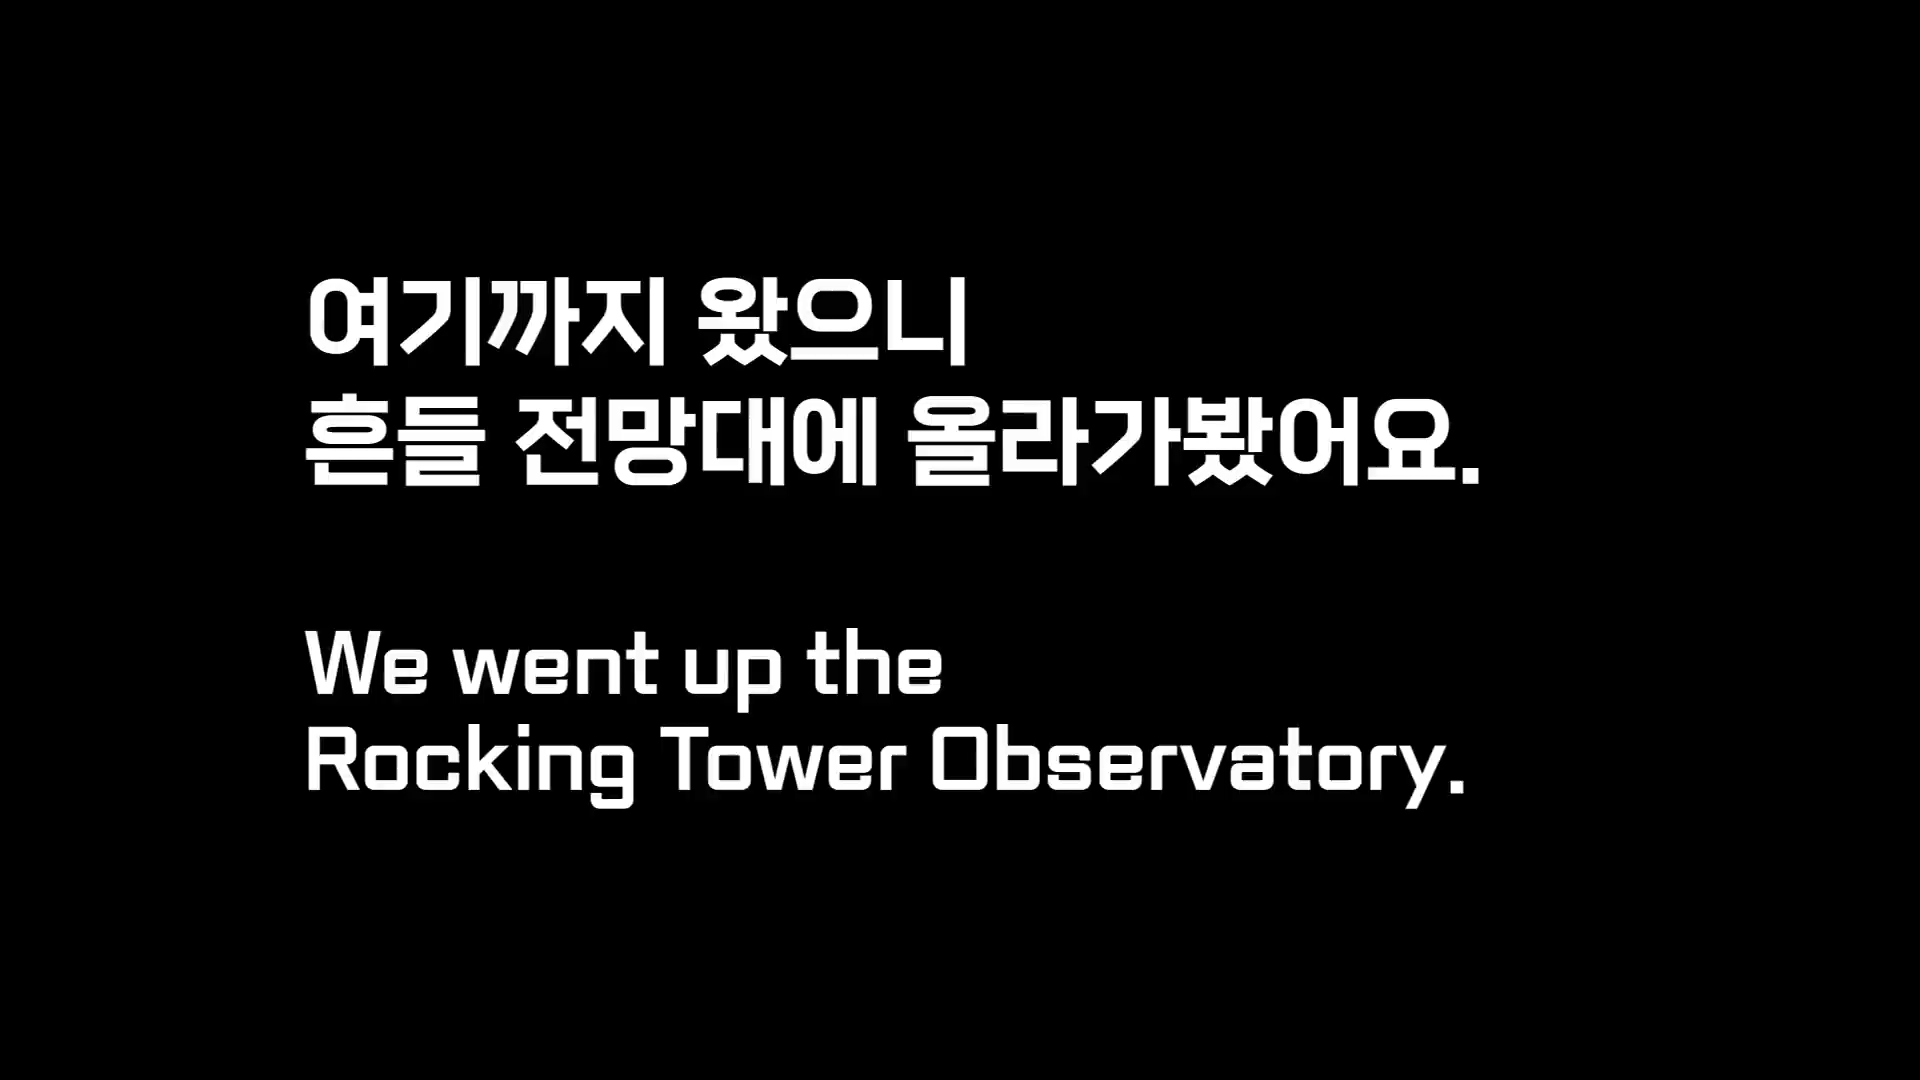 여기까지 왔으니
흔들 전망대에 올라가봤어요.
We went up the
Rocking Tower Observatory.